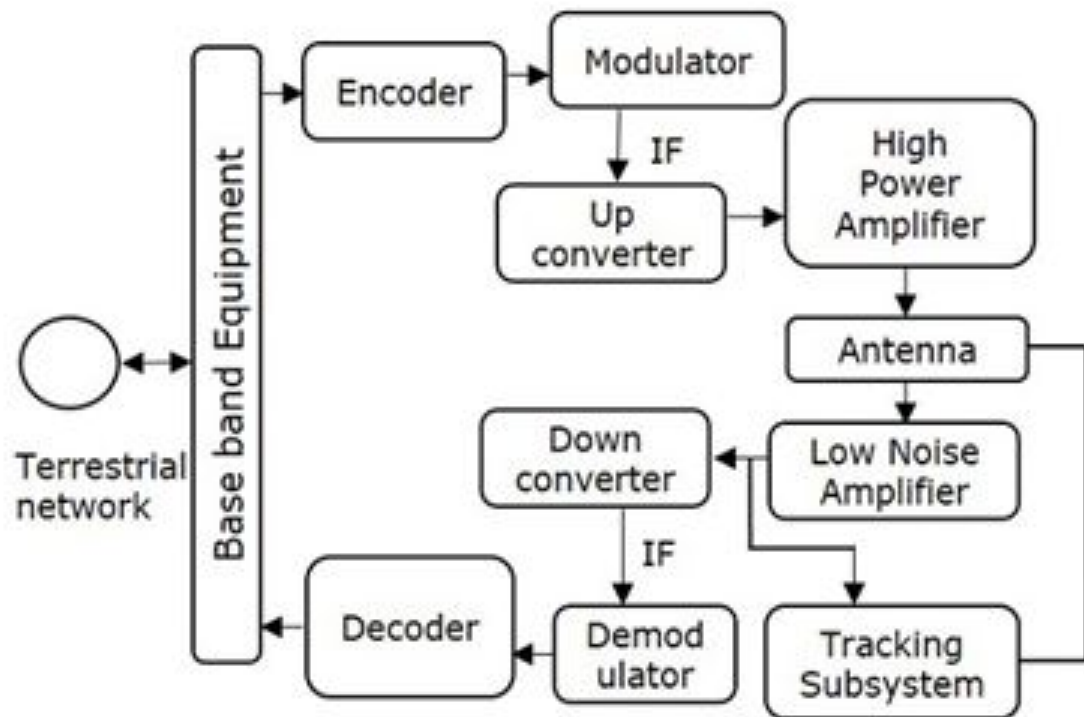 Encoder
Modulator
IF
Up
converter
High
Power
Amplifier
Antenna
Low Noise
Amplifier
Down
converter
IF
Demod
ulator
Decoder
Tracking
Subsystem
Base band Equipment
Terrestrial
network